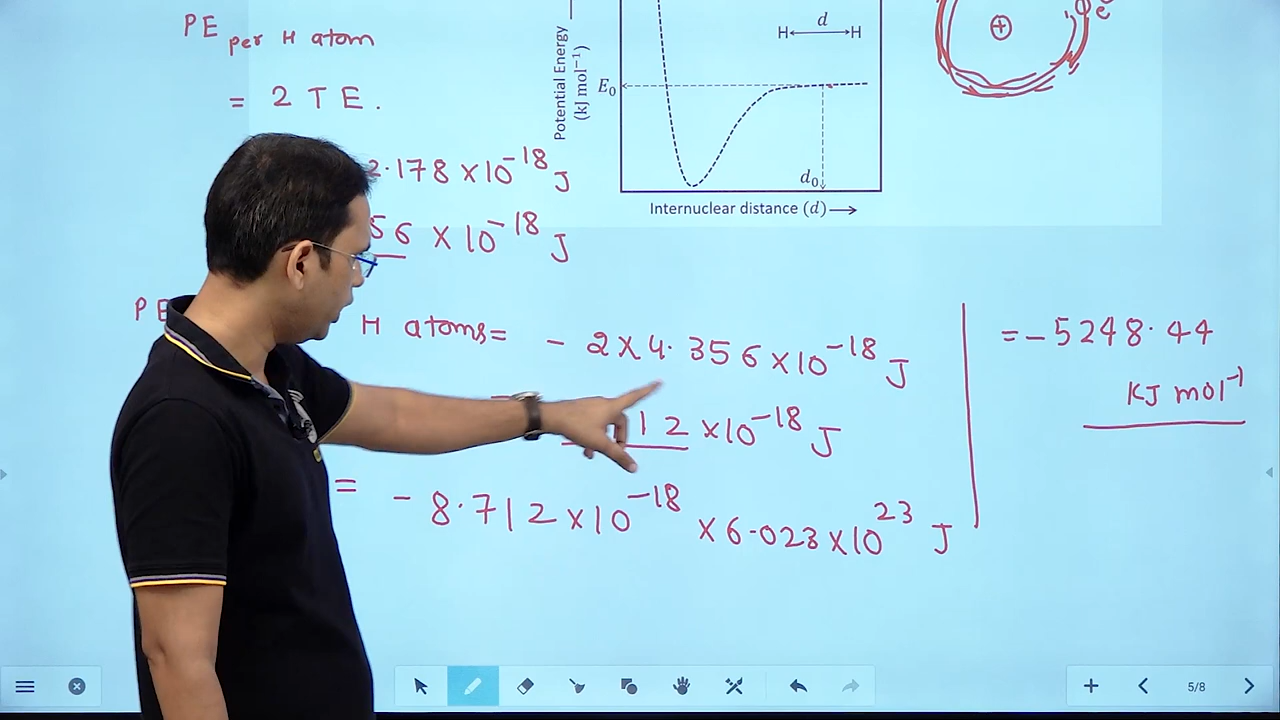 PE per H atom
= 2 TE.
2.178 × 10⁻¹⁸ J
56 × 10⁻¹⁸ J
Potential Energy
(kJ mol⁻¹)
E₀
d
H H
d₀
Internuclear distance (d)
+
e
PE H atoms = - 2 × 4.356 × 10⁻¹⁸ J
12 × 10⁻¹⁸ J
= - 8.712 × 10⁻¹⁸ × 6.023 × 10²³ J
= - 5248.44
KJ mol⁻¹
5/8